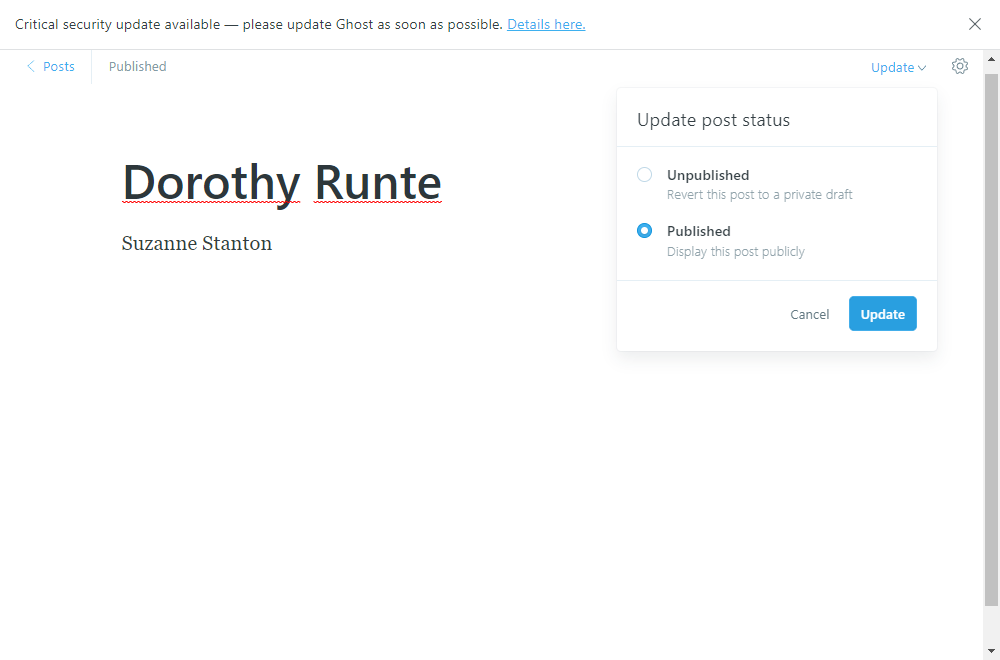 Critical security update available — please update Ghost as soon as possible. Details here.
Posts Published Update
Update post status
Unpublished
Revert this post to a private draft
Published
Display this post publicly
Cancel Update
Dorothy Runte
Suzanne Stanton